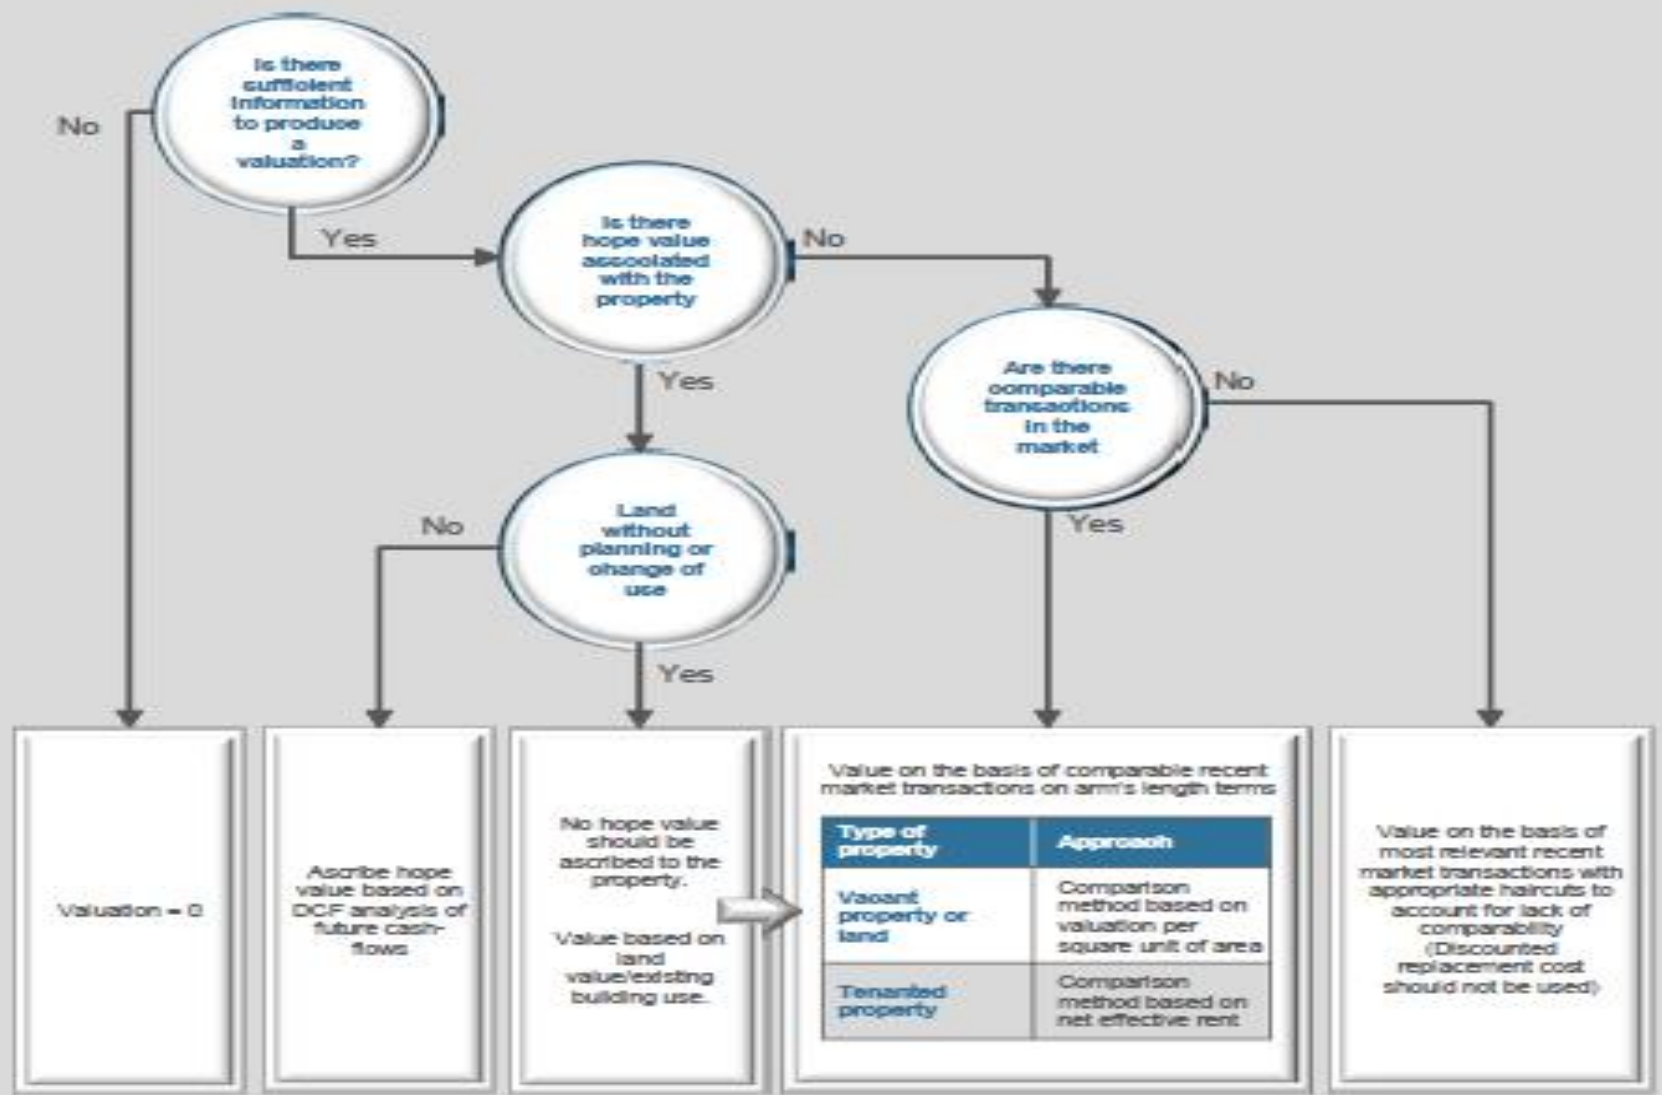 Is there
sufficient
information
to produce
a
valuation?
No
Yes
Is there
hope value
associated
with the
property
No
Yes
Are there
comparable
transactions
in the
market
No
Yes
Land
without
planning or
change of
use
No
Yes
Valuation = 0
Ascribe hope
value based on
DCF analysis of
future cash-
flows
No hope value
should be
ascribed to the
property.
Value based on
land
value/existing
building use.
Value on the basis of comparable recent
market transactions on arm's length terms
Type of
property
Approach
Vacant
property or
land
Comparison
method based on
valuation per
square unit of area
Tenanted
property
Comparison
method based on
net effective rent
Value on the basis of
most relevant recent
market transactions with
appropriate haircuts to
account for lack of
comparability
(Discounted
replacement cost
should not be used)